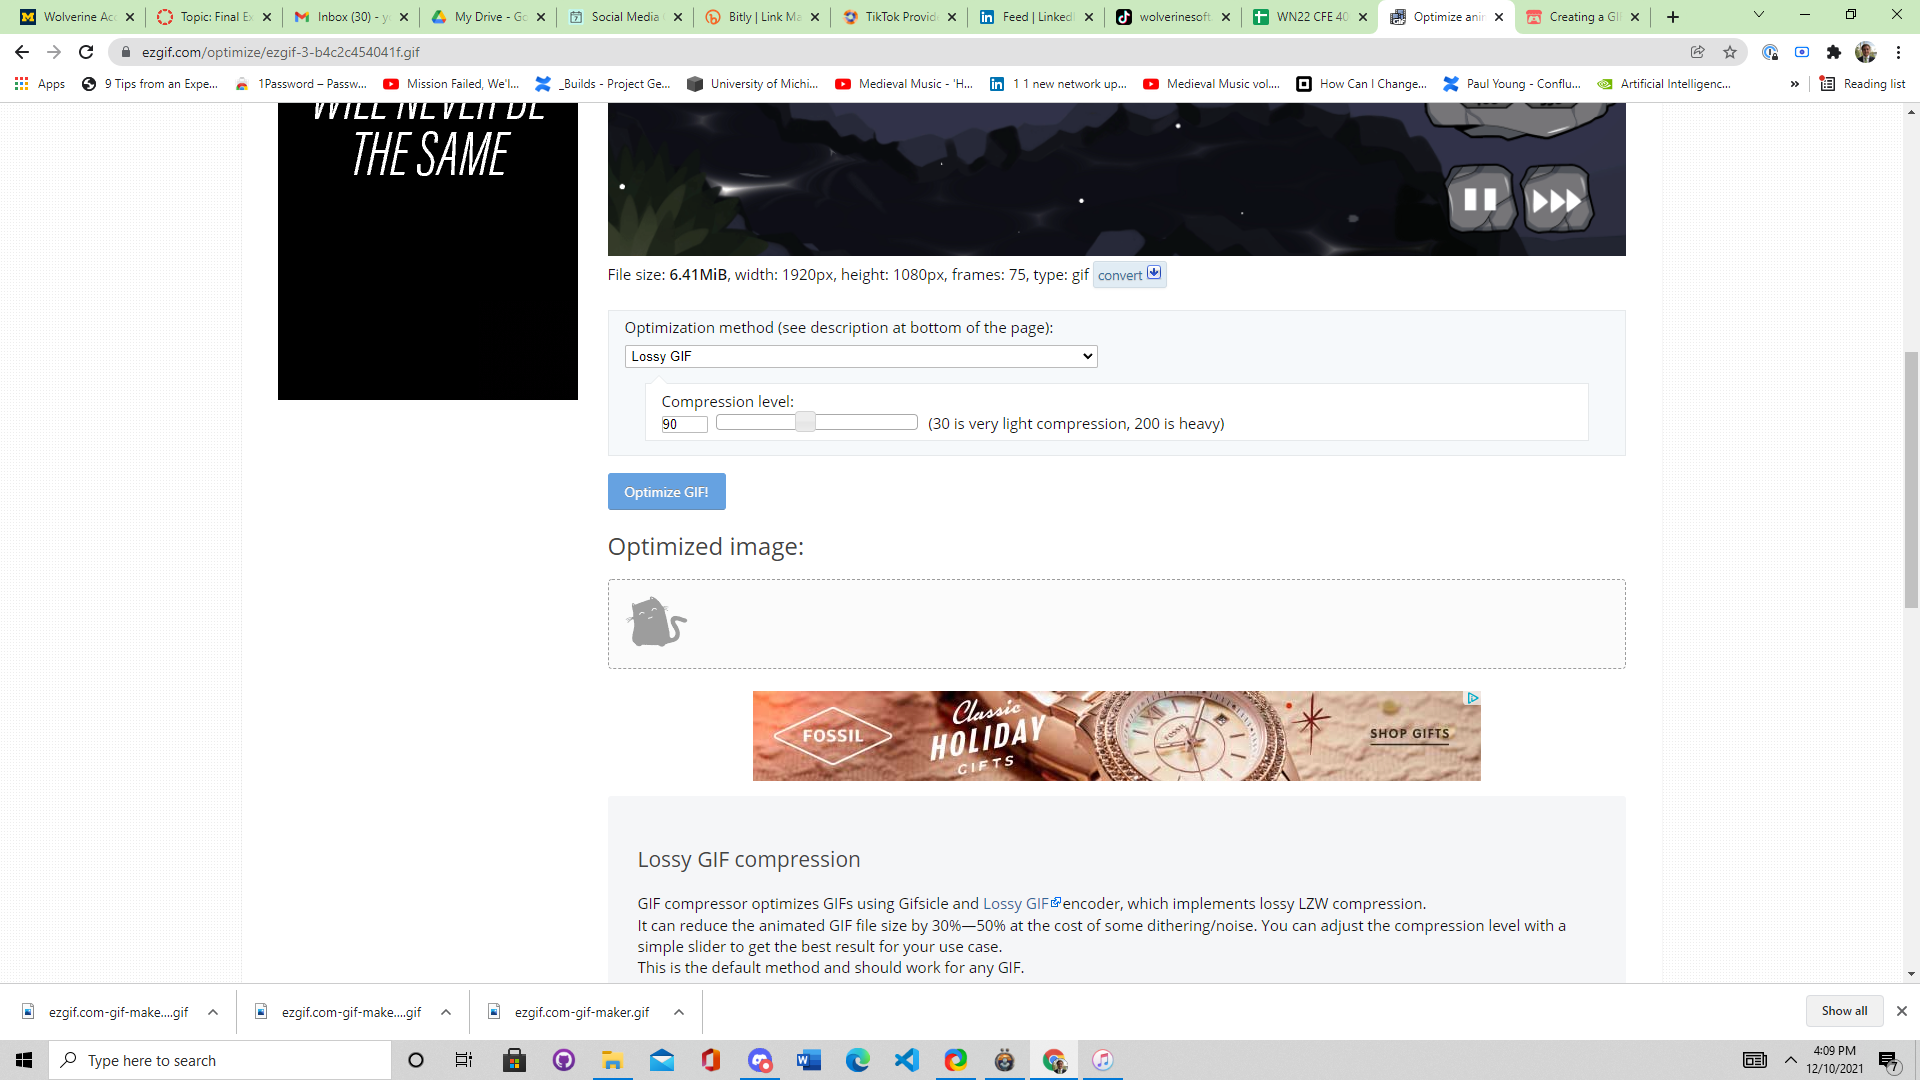 Wolverine Acc
Topic: Final Ex
Inbox (30) - y
My Drive - Go
Social Media
Bitly | Link Ma
TikTok Provid
Feed | LinkedI
wolverinesoft
WN22 CFE 40
Optimize anim
Creating a GIF
ezgif.com/optimize/ezgif-3-b4c2c454041f.gif
Apps
9 Tips from an Expe...
1Password – Passw...
Mission Failed, We'l...
_Builds - Project Ge...
University of Michi...
Medieval Music - 'H...
1 1 new network up...
Medieval Music vol....
How Can I Change...
Paul Young - Conflu...
Artificial Intelligenc...
»
Reading list
WILL NEVER BE
THE SAME
File size: 6.41MiB, width: 1920px, height: 1080px, frames: 75, type: gif convert
Optimization method (see description at bottom of the page):
Lossy GIF
Compression level:
90 (30 is very light compression, 200 is heavy)
Optimize GIF!
Optimized image:
FOSSIL
Classic
HOLIDAY
GIFTS
SHOP GIFTS
Lossy GIF compression
GIF compressor optimizes GIFs using Gifsicle and Lossy GIF encoder, which implements lossy LZW compression.
It can reduce the animated GIF file size by 30%—50% at the cost of some dithering/noise. You can adjust the compression level with a
simple slider to get the best result for your use case.
This is the default method and should work for any GIF.
ezgif.com-gif-make....gif
ezgif.com-gif-make....gif
ezgif.com-gif-maker.gif
Show all
Type here to search
4:09 PM
12/10/2021
7